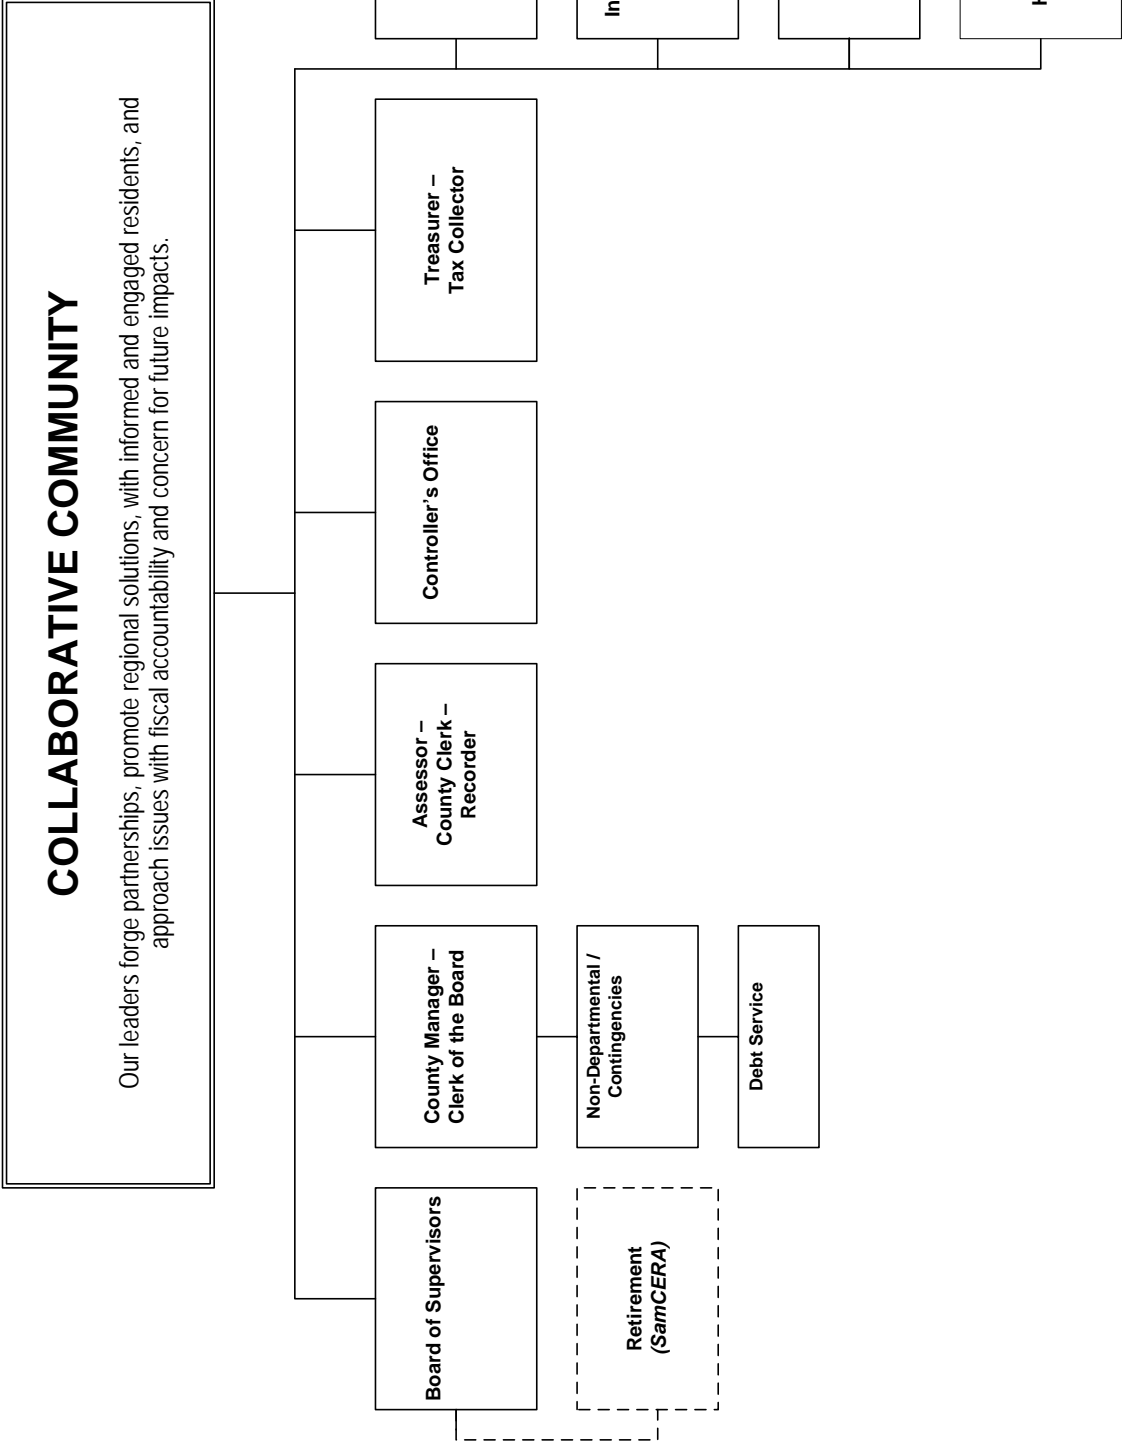 COLLABORATIVE COMMUNITY
Our leaders forge partnerships, promote regional solutions, with informed and engaged residents, and
approach issues with fiscal accountability and concern for future impacts.
Board of Supervisors
County Manager –
Clerk of the Board
Assessor –
County Clerk –
Recorder
Controller’s Office
Treasurer –
Tax Collector
Retirement
(SamCERA)
Non-Departmental /
Contingencies
Debt Service